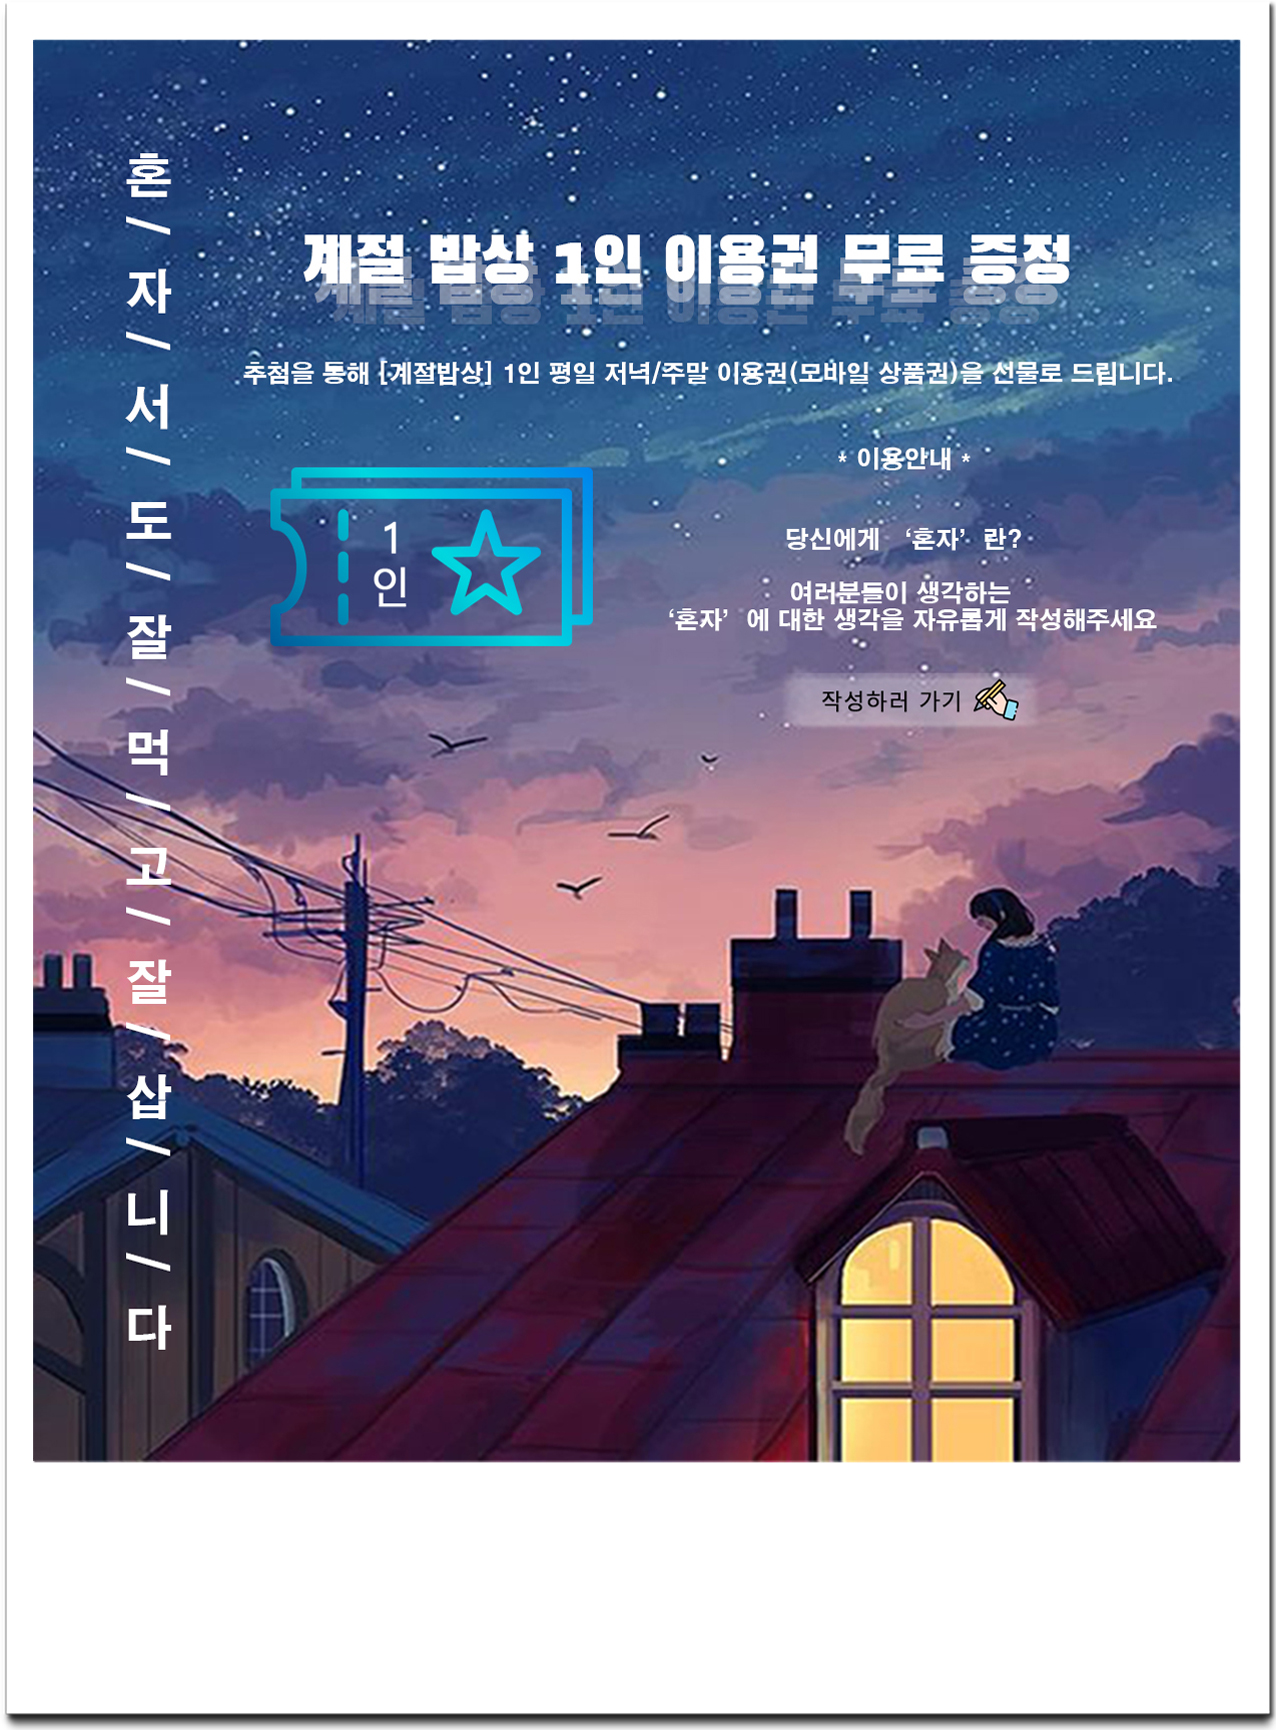 혼/자/서/도/잘/먹/고/잘/삽/니/다
계절 밥상 1인 이용권 무료 증정
추첨을 통해 [계절밥상] 1인 평일 저녁/주말 이용권(모바일 상품권)을 선물로 드립니다.
1
인
* 이용안내 *
당신에게 ‘혼자’ 란?
여러분들이 생각하는
‘혼자’ 에 대한 생각을 자유롭게 작성해주세요
작성하러 가기